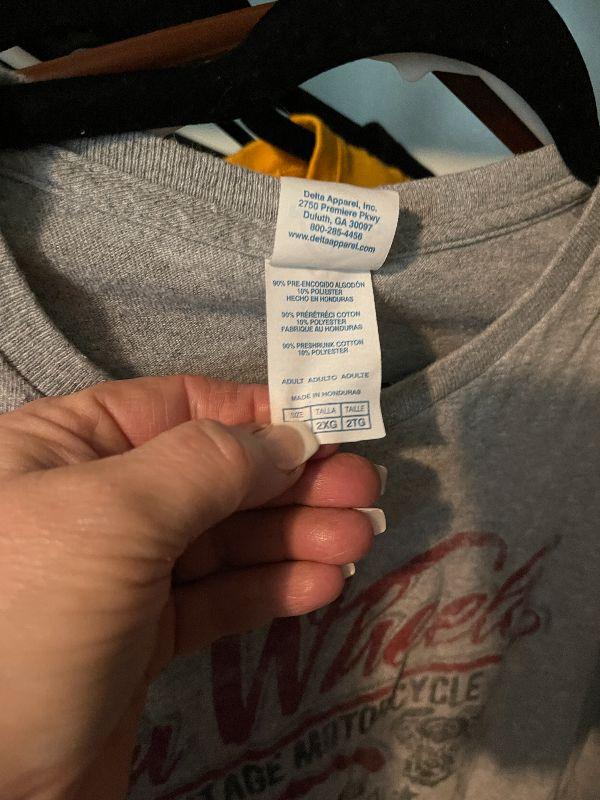 Delta Apparel, Inc.
2750 Premiere Pkwy
Duluth, GA 30097
800-285-4456
www.deltaapparel.com
90% PRE-ENCOGIDO ALGODÓN
10% POLIESTER
HECHO EN HONDURAS
90% PRÉRÉTRÉCI COTON
10% POLYESTER
FABRIQUÉ AU HONDURAS
90% PRESHRUNK COTTON
10% POLYESTER
ADULT ADULTO ADULTE
MADE IN HONDURAS
SIZE TALLA TAILLE
2XG 2TG
Wheels
MOTORCYCLE